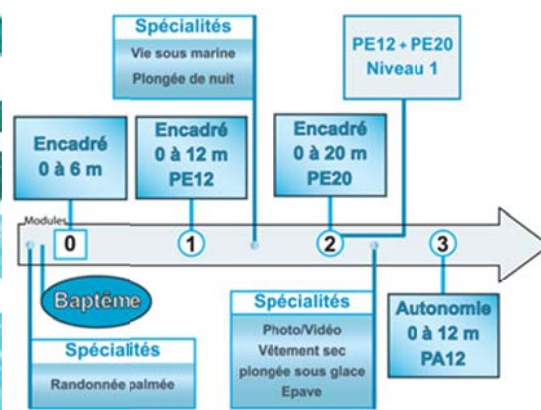 Spécialités
Vie sous marine
Plongée de nuit
PE12 + PE20
Niveau 1
Encadré
0 à 6 m
Encadré
0 à 12 m
PE12
Encadré
0 à 20 m
PE20
Modules
0
1
2
3
Baptême
Spécialités
Randonnée palmée
Spécialités
Photo/Vidéo
Vêtement sec
plongée sous glace
Epave
Autonomie
0 à 12 m
PA12